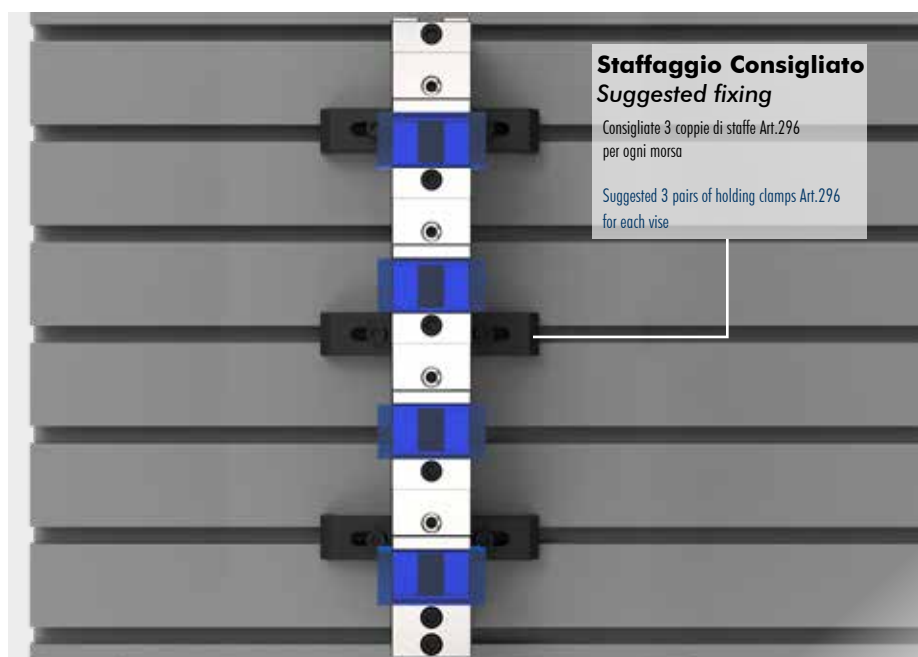 Staffaggio Consigliato
Suggested fixing
Consigliate 3 coppie di staffe Art.296
per ogni morsa
Suggested 3 pairs of holding clamps Art.296
for each vise